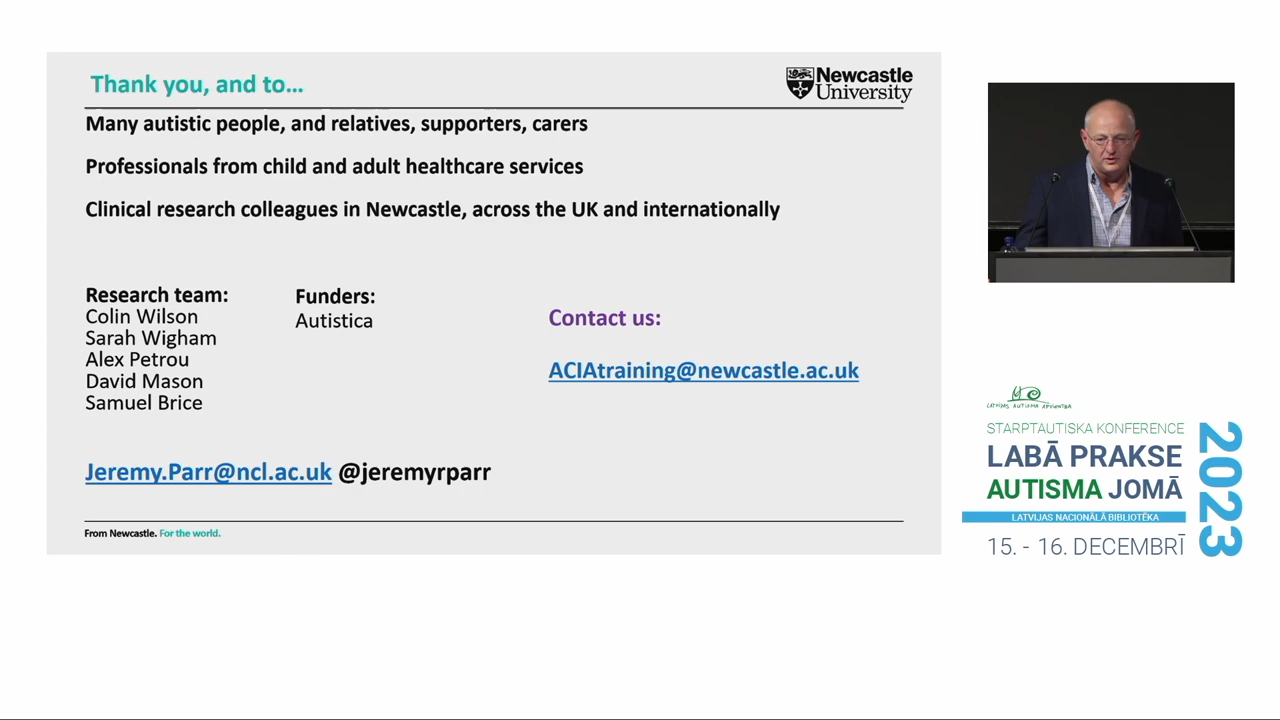 Thank you, and to...
Newcastle
University
Many autistic people, and relatives, supporters, carers
Professionals from child and adult healthcare services
Clinical research colleagues in Newcastle, across the UK and internationally
Research team:
Colin Wilson
Sarah Wigham
Alex Petrou
David Mason
Samuel Brice
Funders:
Autistica
Contact us:
ACIAtraining@newcastle.ac.uk
Jeremy.Parr@ncl.ac.uk @jeremyrparr
From Newcastle. For the world.
LATVIJAS AUTISMA APVIENĪBA
STARPTAUTISKA KONFERENCE
LABĀ PRAKSE
AUTISMA JOMĀ
LATVIJAS NACIONĀLĀ BIBLIOTĒKA
15. - 16. DECEMBRĪ
2023